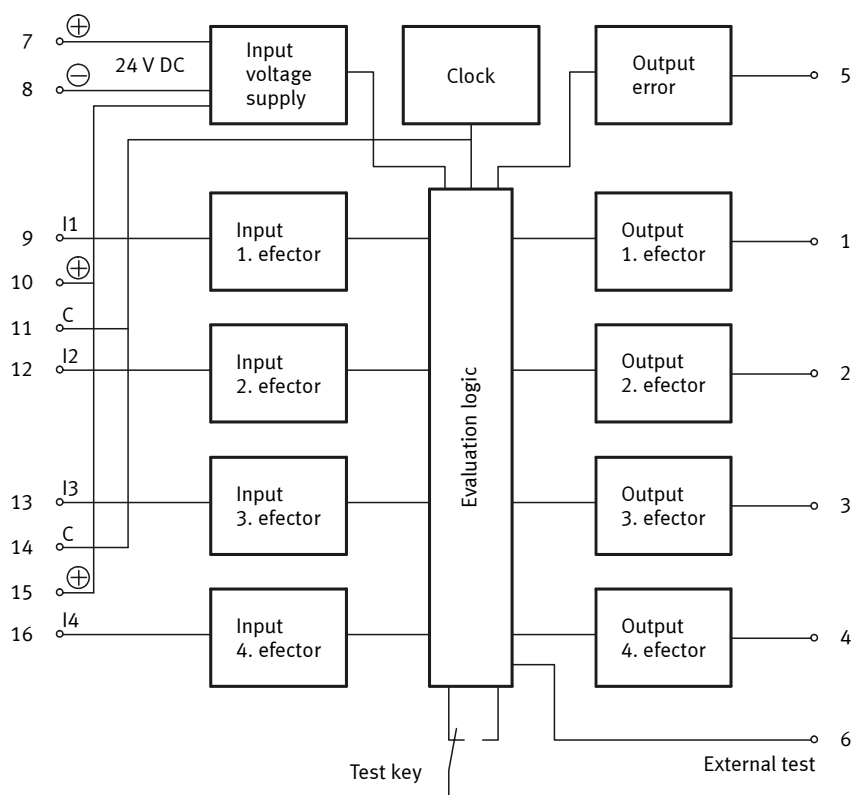 7
+
24 V DC
8
−
Input
voltage
supply
Clock
Output
error
5
9
I1
Input
1. efector
Output
1. efector
1
10
+
11
C
12
I2
Input
2. efector
Evaluation logic
Output
2. efector
2
13
I3
Input
3. efector
Output
3. efector
3
14
C
15
+
16
I4
Input
4. efector
Output
4. efector
4
6
External test
Test key